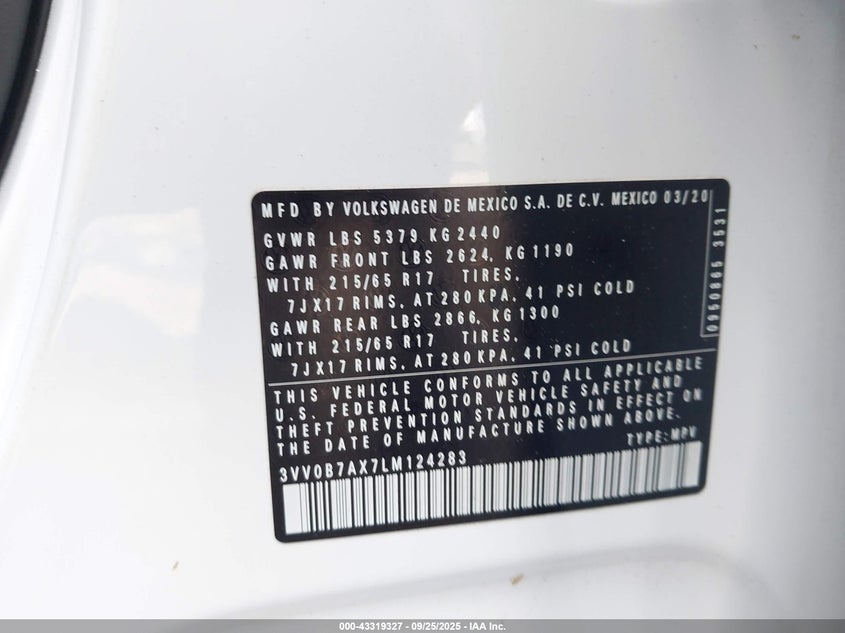 MFD BY VOLKSWAGEN DE MEXICO S.A. DE C.V. MEXICO 03/20
GVWR LBS 5379 KG 2440
GAWR FRONT LBS 2624, KG 1190
WITH 215/65 R17 TIRES,
7JX17 RIMS, AT 280 KPA, 41 PSI COLD
GAWR REAR LBS 2866, KG 1300
WITH 215/65 R17 TIRES,
7JX17 RIMS, AT 280 KPA, 41 PSI COLD
0960865 3531
THIS VEHICLE CONFORMS TO ALL APPLICABLE
U.S. FEDERAL MOTOR VEHICLE SAFETY AND
THEFT PREVENTION STANDARDS IN EFFECT ON
THE DATE OF MANUFACTURE SHOWN ABOVE.
TYPE: MPV
3VV0B7AX7LM124283
000-43319327 - 09/25/2025 - IAA Inc.